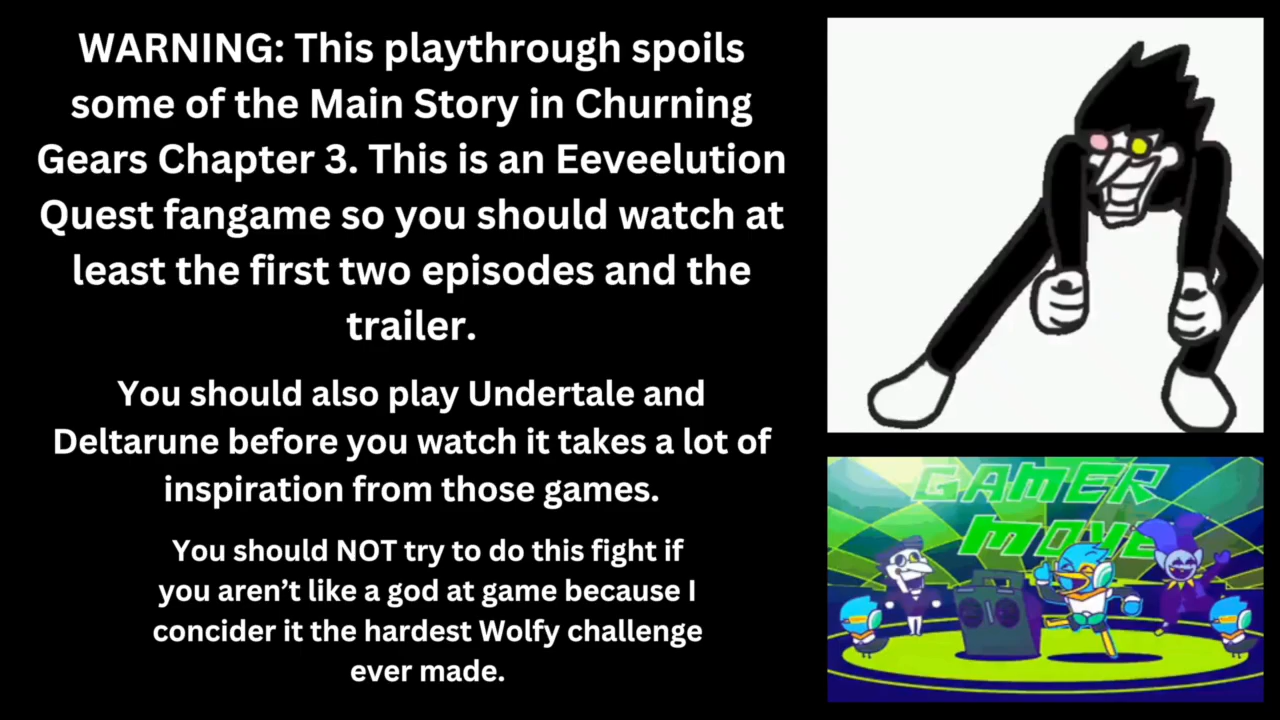 WARNING: This playthrough spoils
some of the Main Story in Churning
Gears Chapter 3. This is an Eeveelution
Quest fangame so you should watch at
least the first two episodes and the
trailer.
You should also play Undertale and
Deltarune before you watch it takes a lot of
inspiration from those games.
You should NOT try to do this fight if
you aren’t like a god at game because I
concider it the hardest Wolfy challenge
ever made.
GAMER
MOVE